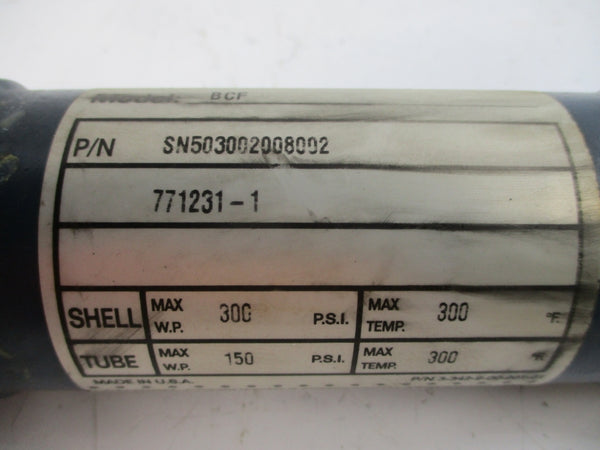 Model: BCF
P/N SN503002008002
771231-1
SHELL MAX W.P. 300 P.S.I. MAX TEMP. 300 °F.
TUBE MAX W.P. 150 P.S.I. MAX TEMP. 300 °F.
MADE IN U.S.A. P/N